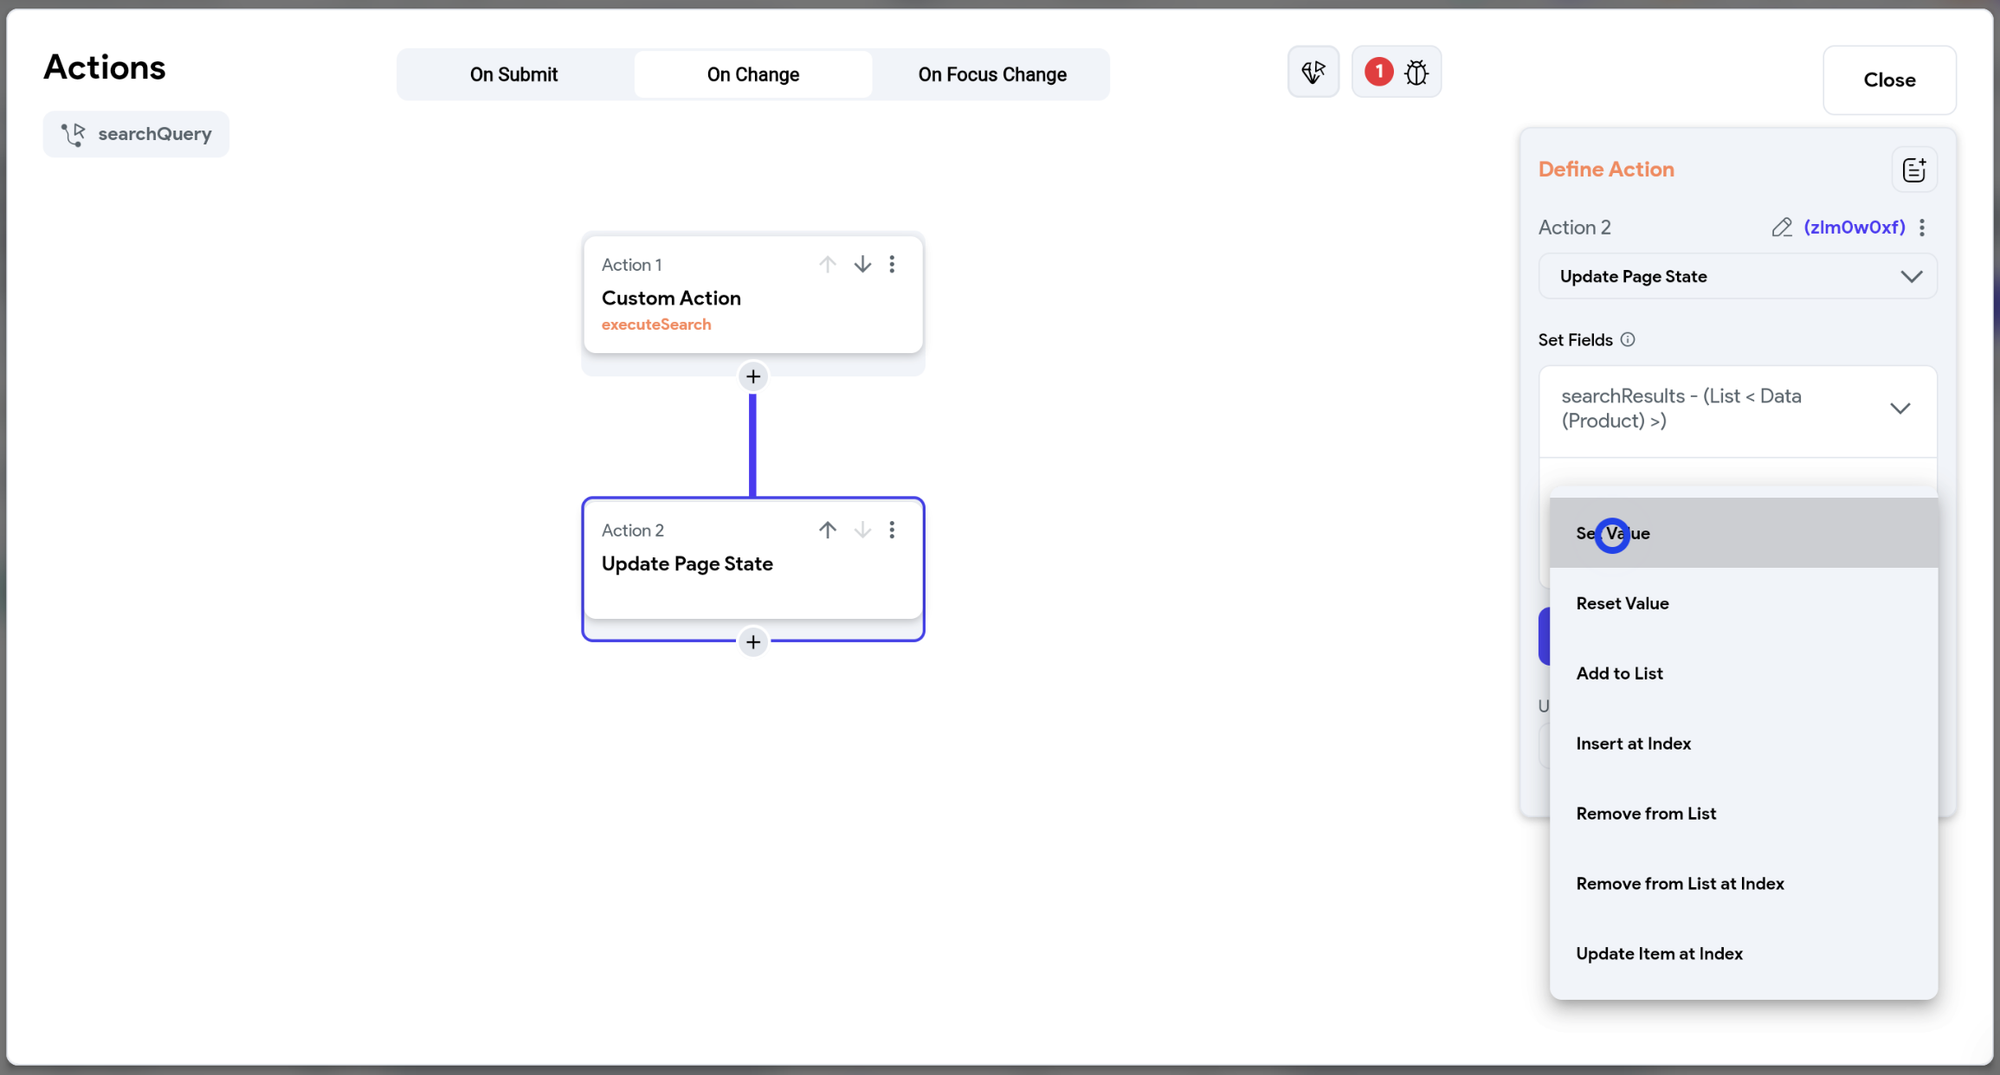 Actions
On Submit
On Change
On Focus Change
1
Close
searchQuery
Define Action
Action 2
(zlm0w0xf)
Update Page State
Set Fields
searchResults - (List < Data
(Product) >)
Action 1
Custom Action
executeSearch
Action 2
Update Page State
Set Value
Reset Value
Add to List
U
Insert at Index
Remove from List
Remove from List at Index
Update Item at Index